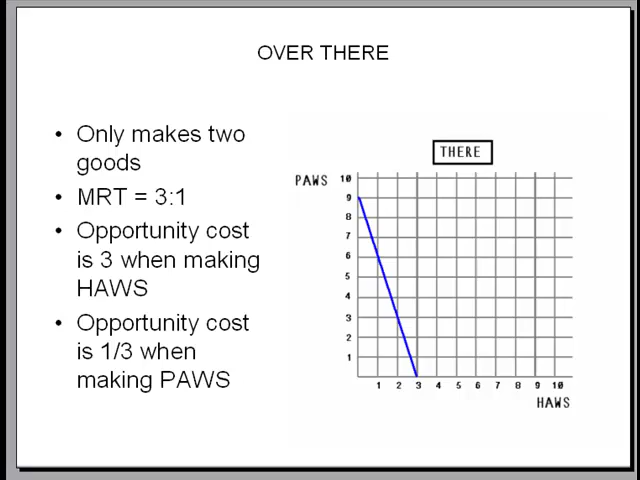 OVER THERE
• Only makes two
goods
• MRT = 3:1
• Opportunity cost
is 3 when making
HAWS
• Opportunity cost
is 1/3 when
making PAWS
THERE
PAWS
10
9
8
7
6
5
4
3
2
1
1 2 3 4 5 6 7 8 9 10
HAWS